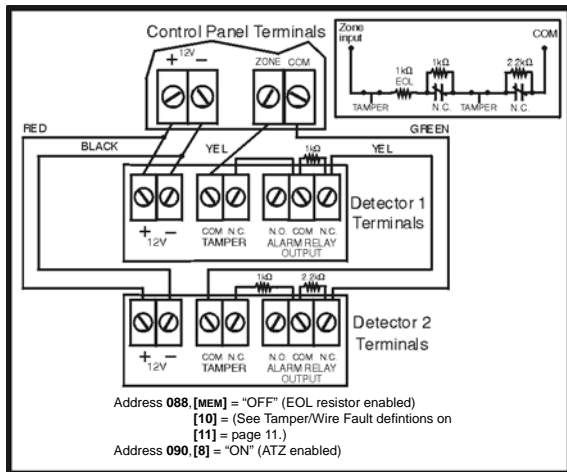 Control Panel Terminals
+ 12V −
ZONE COM
Zone
input
COM
1kΩ
EOL
1kΩ
2.2kΩ
TAMPER
N.C.
TAMPER
N.C.
RED
BLACK
YEL
GREEN
YEL
1kΩ
Detector 1
Terminals
+ −
12V
COM N.C.
TAMPER
N.O. COM N.C.
ALARM RELAY
OUTPUT
1kΩ
2.2kΩ
Detector 2
Terminals
+ −
12V
COM N.C.
TAMPER
N.O. COM N.C.
ALARM RELAY
OUTPUT
Address 088, [MEM] = “OFF” (EOL resistor enabled)
[10] = (See Tamper/Wire Fault defintions on
[11] = page 11.)
Address 090, [8] = “ON” (ATZ enabled)